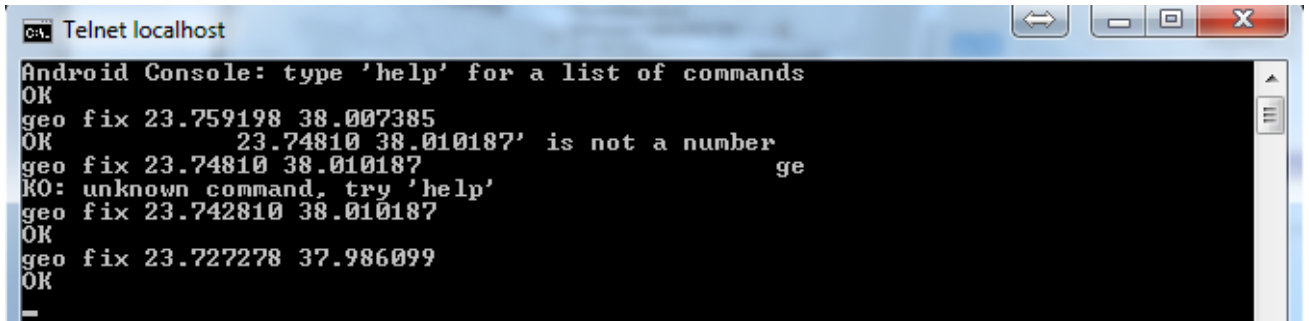 Telnet localhost
Android Console: type 'help' for a list of commands
OK
geo fix 23.759198 38.007385
OK 23.74810 38.010187' is not a number
geo fix 23.74810 38.010187 ge
KO: unknown command, try 'help'
geo fix 23.742810 38.010187
OK
geo fix 23.727278 37.986099
OK